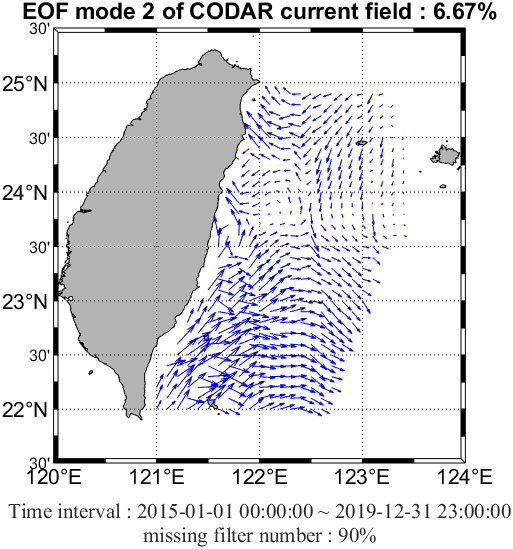 EOF mode 2 of CODAR current field : 6.67%
30'
25°N
30'
24°N
30'
23°N
30'
22°N
30'
120°E 121°E 122°E 123°E 124°E
Time interval : 2015-01-01 00:00:00 ~ 2019-12-31 23:00:00
missing filter number : 90%